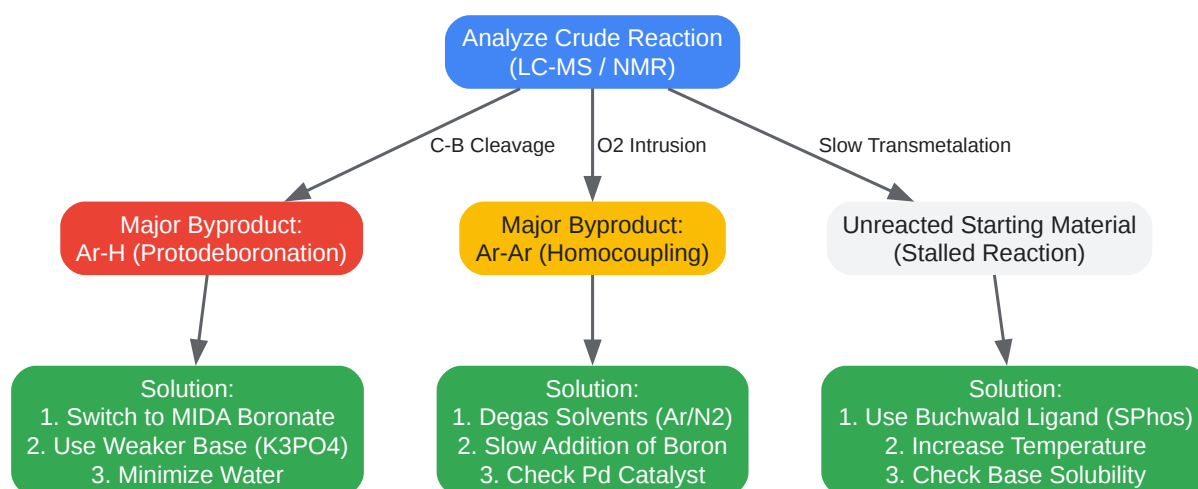 Analyze Crude Reaction
(LC-MS / NMR)
C-B Cleavage
O2 Intrusion
Slow Transmetalation
Major Byproduct:
Ar-H (Protodeboronation)
Major Byproduct:
Ar-Ar (Homocoupling)
Unreacted Starting Material
(Stalled Reaction)
Solution:
1. Switch to MIDA Boronate
2. Use Weaker Base (K3PO4)
3. Minimize Water
Solution:
1. Degas Solvents (Ar/N2)
2. Slow Addition of Boron
3. Check Pd Catalyst
Solution:
1. Use Buchwald Ligand (SPhos)
2. Increase Temperature
3. Check Base Solubility